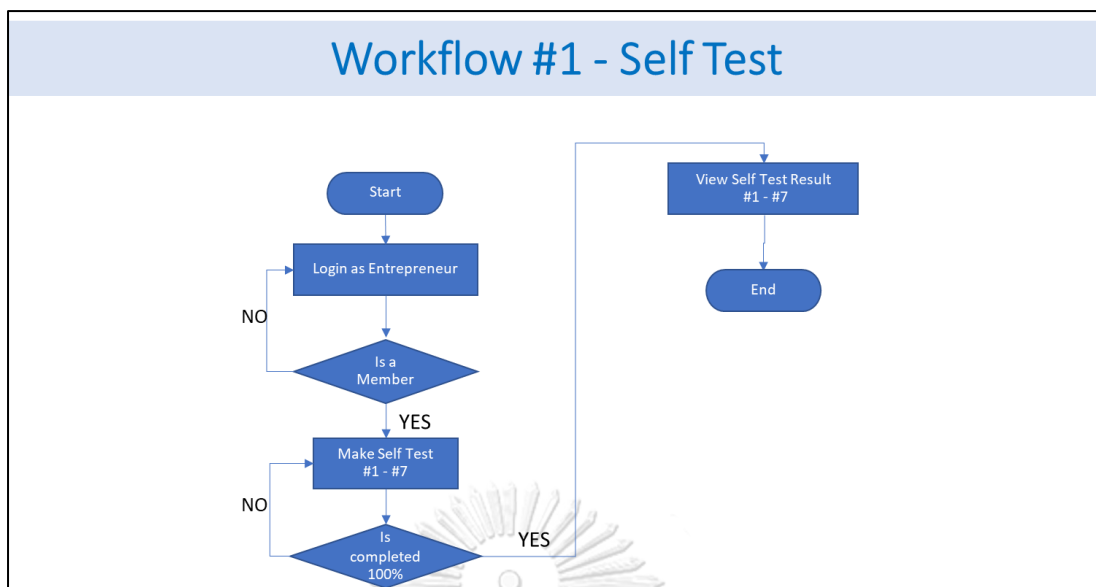 Workflow #1 - Self Test
Start
Login as Entrepreneur
NO
Is a
Member
YES
Make Self Test
#1 - #7
NO
Is
completed
100%
YES
View Self Test Result
#1 - #7
End